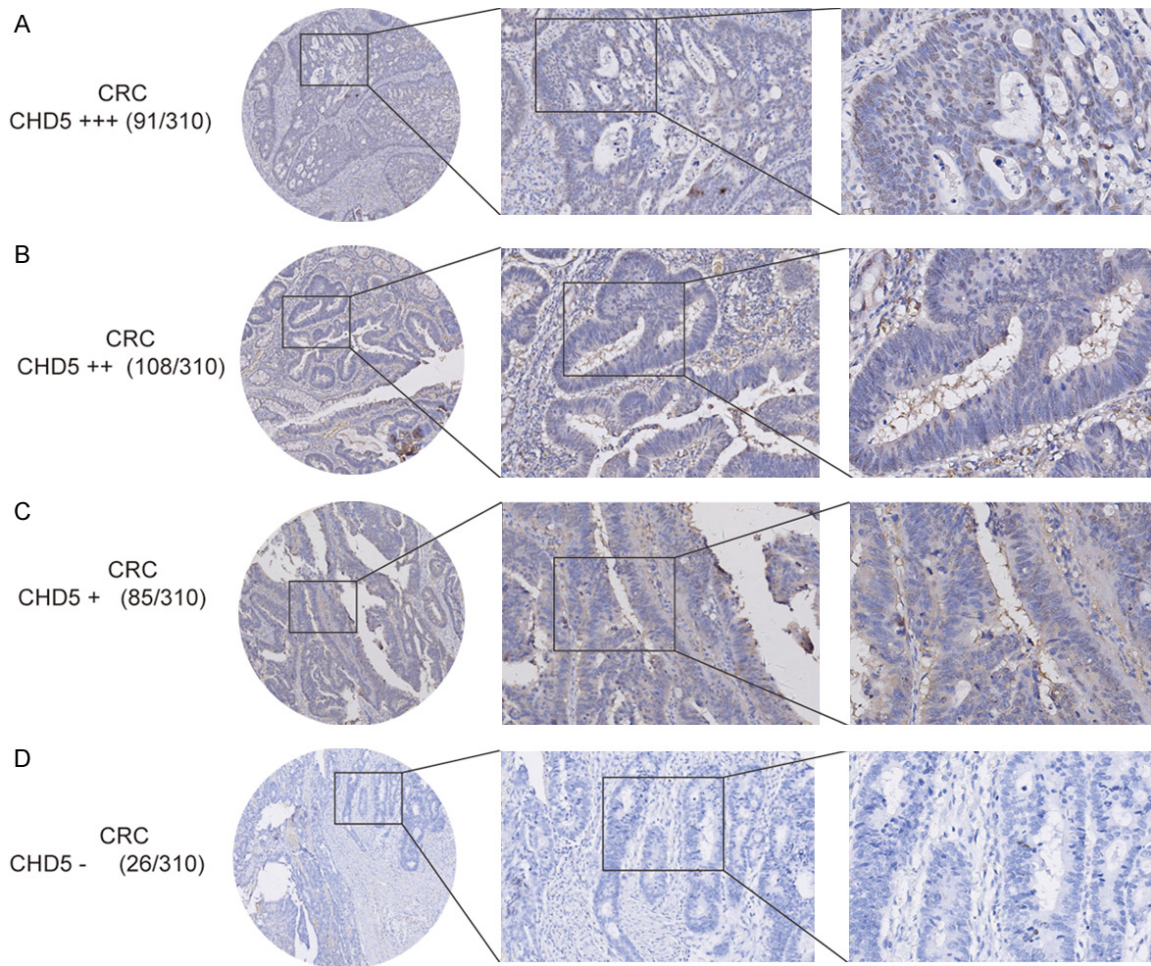 A
CRC
CHD5 +++ (91/310)
B
CRC
CHD5 ++ (108/310)
C
CRC
CHD5 + (85/310)
D
CRC
CHD5 - (26/310)